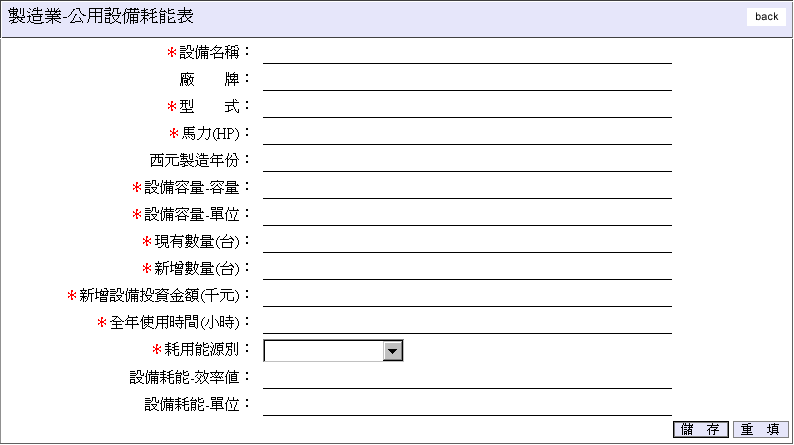 製造業-公用設備耗能表 back
*設備名稱：
廠　　牌：
*型　　式：
*馬力(HP)：
西元製造年份：
*設備容量-容量：
*設備容量-單位：
*現有數量(台)：
*新增數量(台)：
*新增設備投資金額(千元)：
*全年使用時間(小時)：
*耗用能源別：
設備耗能-效率值：
設備耗能-單位：
儲　存 重　填